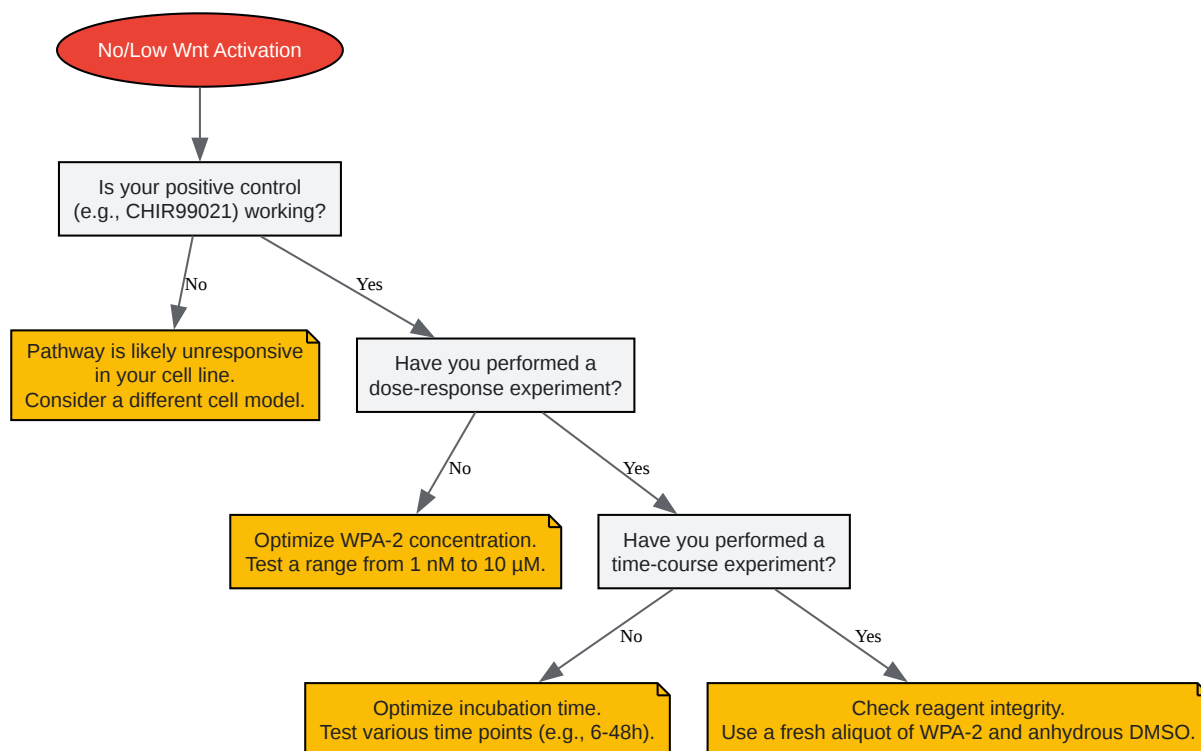 No/Low Wnt Activation
Is your positive control
(e.g., CHIR99021) working?
No
Yes
Pathway is likely unresponsive
in your cell line.
Consider a different cell model.
Have you performed a
dose-response experiment?
No
Yes
Optimize WPA-2 concentration.
Test a range from 1 nM to 10 µM.
Have you performed a
time-course experiment?
No
Yes
Optimize incubation time.
Test various time points (e.g., 6-48h).
Check reagent integrity.
Use a fresh aliquot of WPA-2 and anhydrous DMSO.